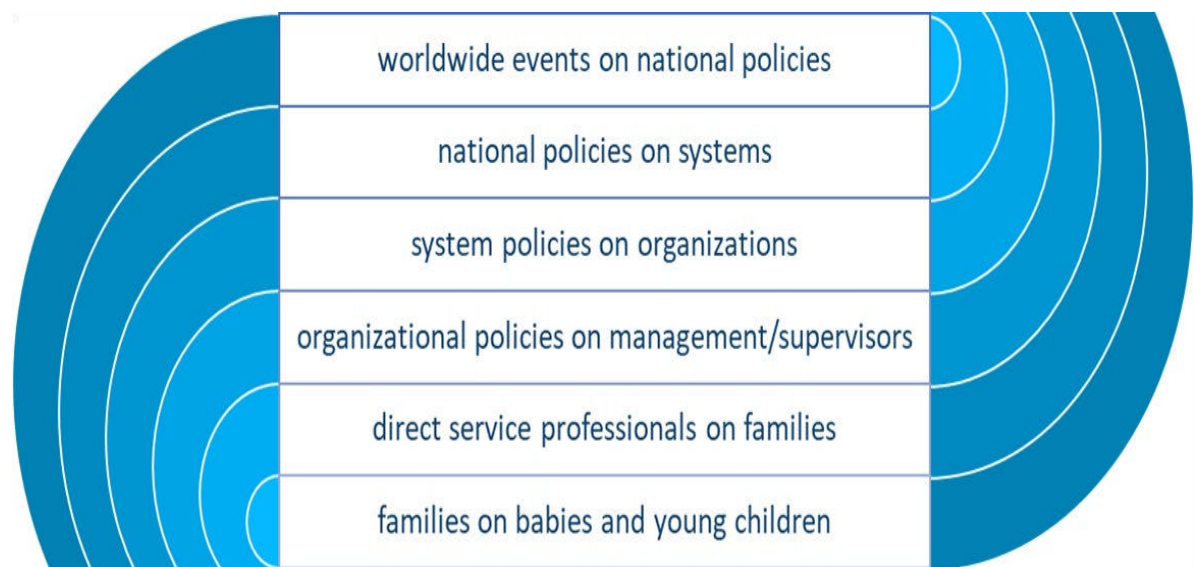 worldwide events on national policies
national policies on systems
system policies on organizations
organizational policies on management/supervisors
direct service professionals on families
families on babies and young children